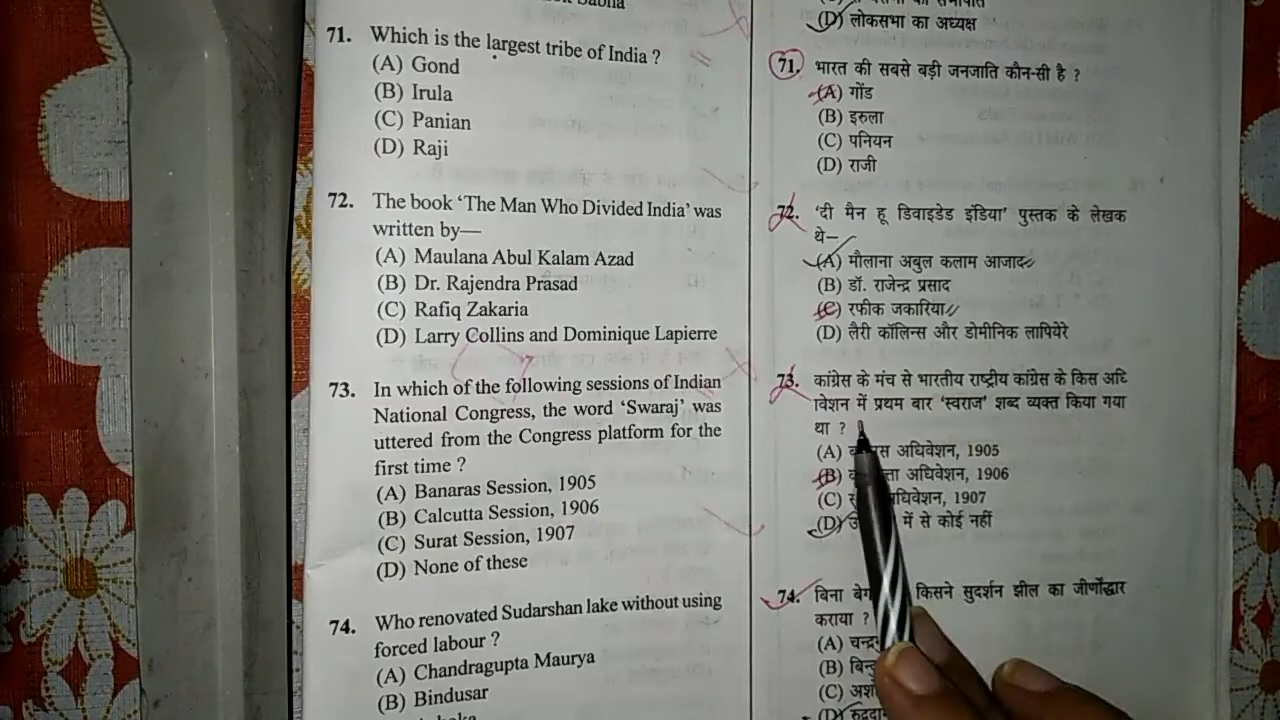 71. Which is the largest tribe of India ?
(A) Gond
(B) Irula
(C) Panian
(D) Raji
72. The book ‘The Man Who Divided India’ was
written by—
(A) Maulana Abul Kalam Azad
(B) Dr. Rajendra Prasad
(C) Rafiq Zakaria
(D) Larry Collins and Dominique Lapierre
73. In which of the following sessions of Indian
National Congress, the word ‘Swaraj’ was
uttered from the Congress platform for the
first time ?
(A) Banaras Session, 1905
(B) Calcutta Session, 1906
(C) Surat Session, 1907
(D) None of these
74. Who renovated Sudarshan lake without using
forced labour ?
(A) Chandragupta Maurya
(B) Bindusar
(D) लोकसभा का अध्यक्ष
71. भारत की सबसे बड़ी जनजाति कौन-सी है ?
(A) गोंड
(B) इरुला
(C) पनियन
(D) राजी
72. ‘दी मैन हू डिवाइडेड इंडिया’ पुस्तक के लेखक
थे–
(A) मौलाना अबुल कलाम आजाद
(B) डॉ. राजेन्द्र प्रसाद
(C) रफीक जकारिया
(D) लैरी कॉलिन्स और डोमीनिक लापियेरे
73. कांग्रेस के मंच से भारतीय राष्ट्रीय कांग्रेस के किस अधि
वेशन में प्रथम बार ‘स्वराज’ शब्द व्यक्त किया गया
था ?
(A) अधिवेशन, 1905
(B) अधिवेशन, 1906
(C) 1907
(D) में से कोई नहीं
74. बिना किसने सुदर्शन झील का जीर्णोद्धार
कराया ?
(A)
(B)
(C)
(D)